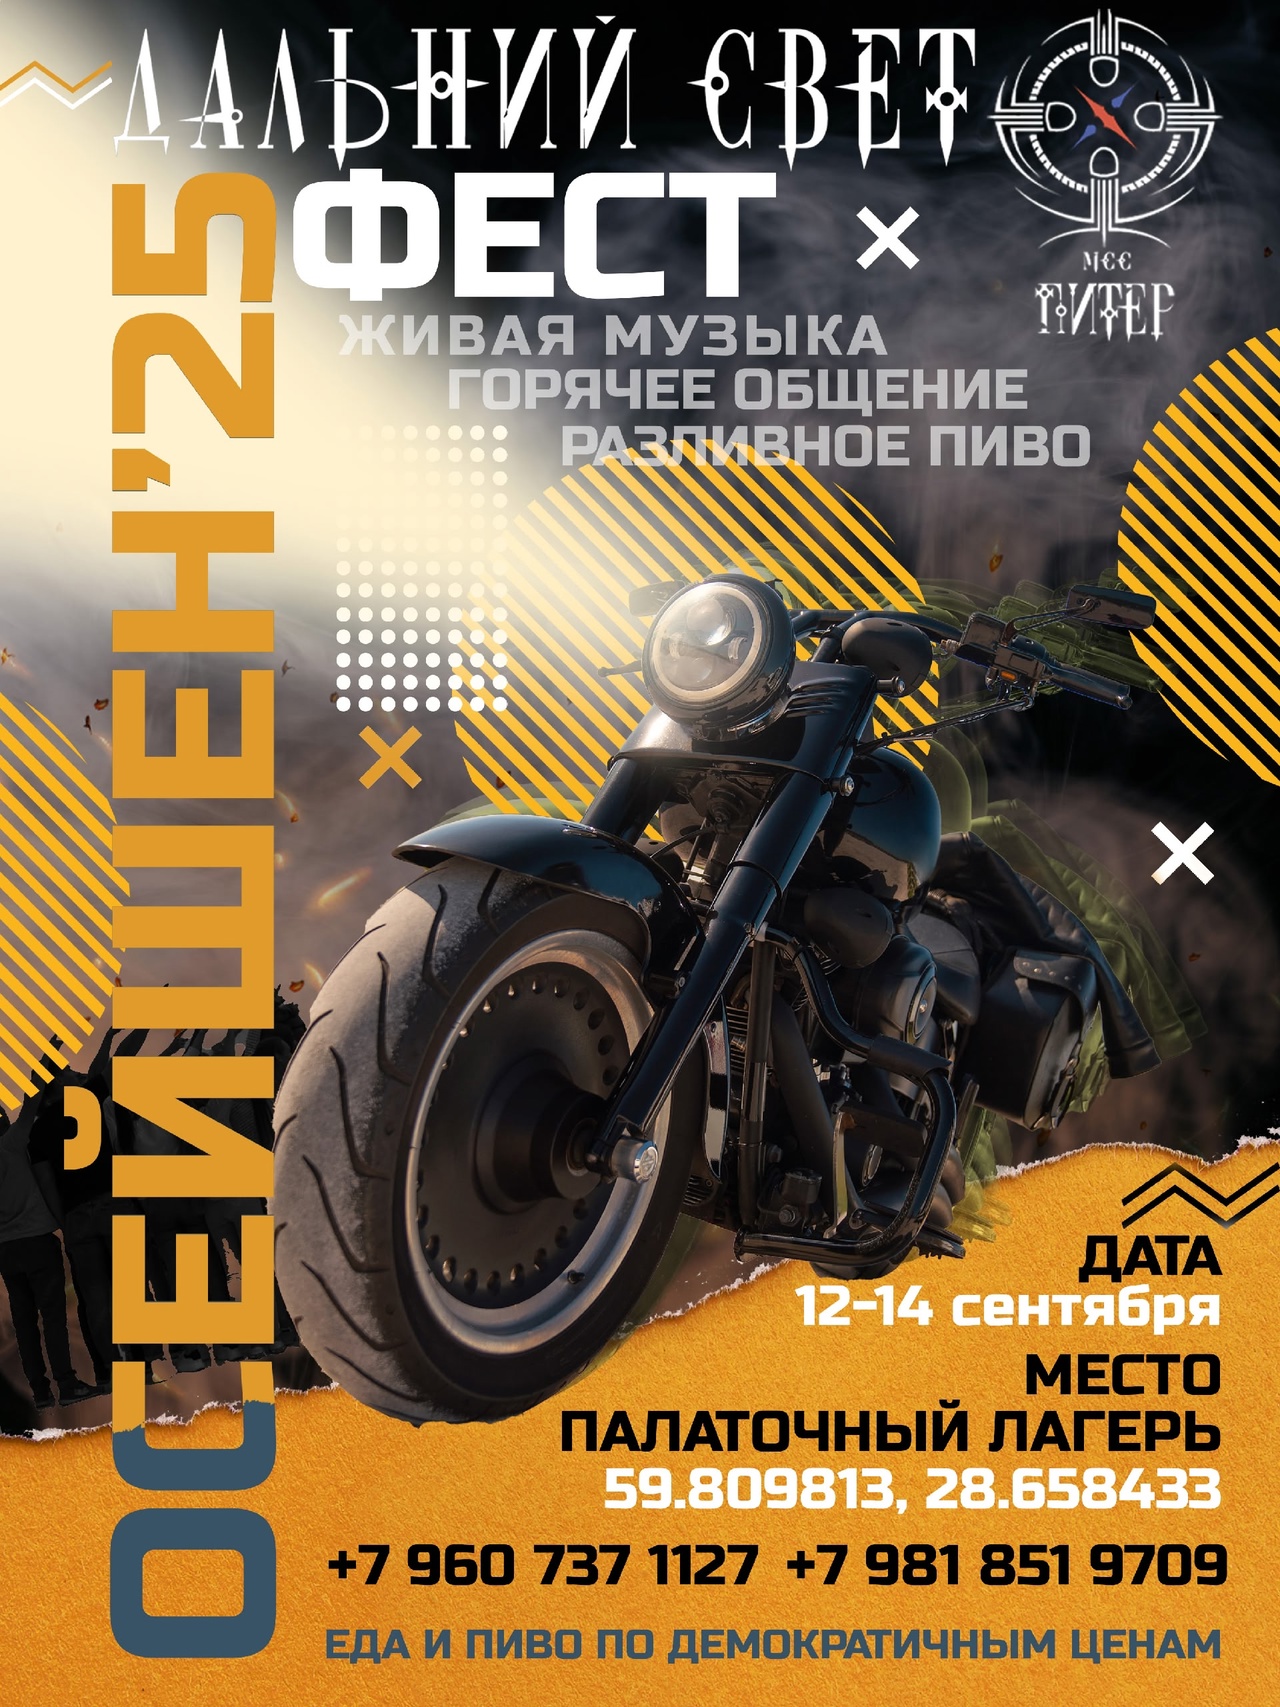 ДАЛЬНИЙ СВЕТ
ФЕСТ
МСС
ПИТЕР
ОСЕЙШЕН'25
ЖИВАЯ МУЗЫКА
ГОРЯЧЕЕ ОБЩЕНИЕ
РАЗЛИВНОЕ ПИВО
ДАТА
12-14 сентября
МЕСТО
ПАЛАТОЧНЫЙ ЛАГЕРЬ
59.809813, 28.658433
+7 960 737 1127 +7 981 851 9709
ЕДА И ПИВО ПО ДЕМОКРАТИЧНЫМ ЦЕНАМ